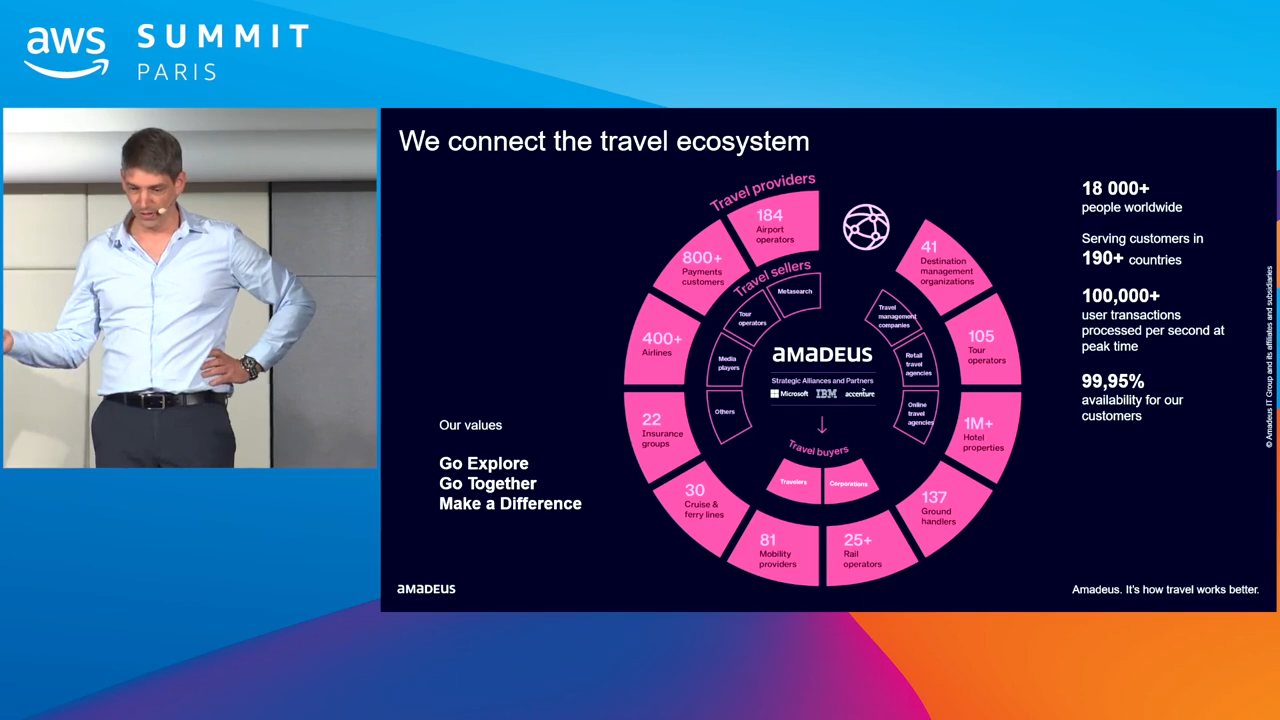 aws SUMMIT
PARIS
We connect the travel ecosystem
Travel providers
184
Airport
operators
800+
Payments
customers
400+
Airlines
22
Insurance
groups
30
Cruise &
ferry lines
81
Mobility
providers
25+
Rail
operators
137
Ground
handlers
1M+
Hotel
properties
105
Tour
operators
41
Destination
management
organizations
Travel sellers
Metasearch
Tour
operators
Media
players
Others
Travel
management
companies
Retail
travel
agencies
Online
travel
agencies
aMaDEUS
Strategic Alliances and Partners
Microsoft IBM accenture
Travel buyers
Travelers
Corporations
18 000+
people worldwide
Serving customers in
190+ countries
100,000+
user transactions
processed per second at
peak time
99,95%
availability for our
customers
Our values
Go Explore
Go Together
Make a Difference
aMaDEUS
Amadeus. It's how travel works better.
© Amadeus IT Group and its affiliates and subsidiaries